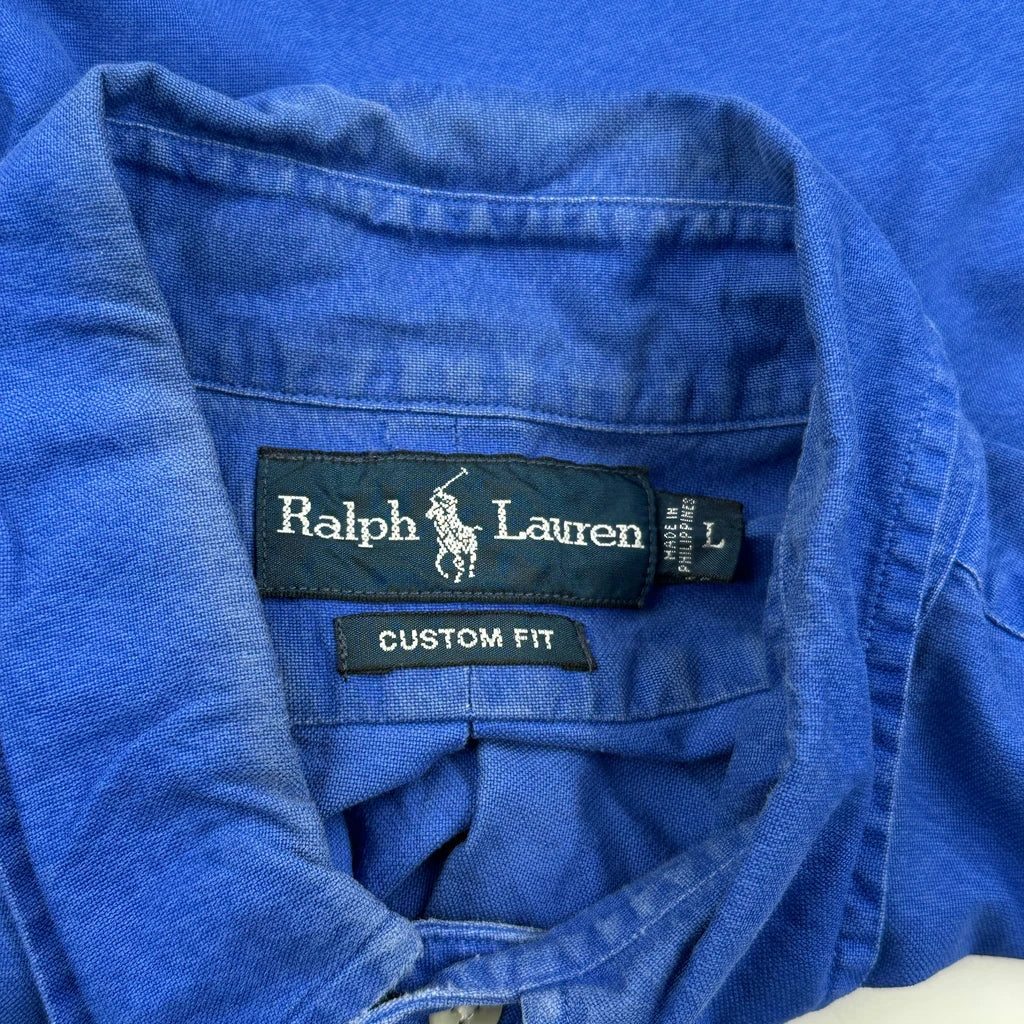 Ralph Lauren
MADE IN
PHILIPPINES
L
CUSTOM FIT